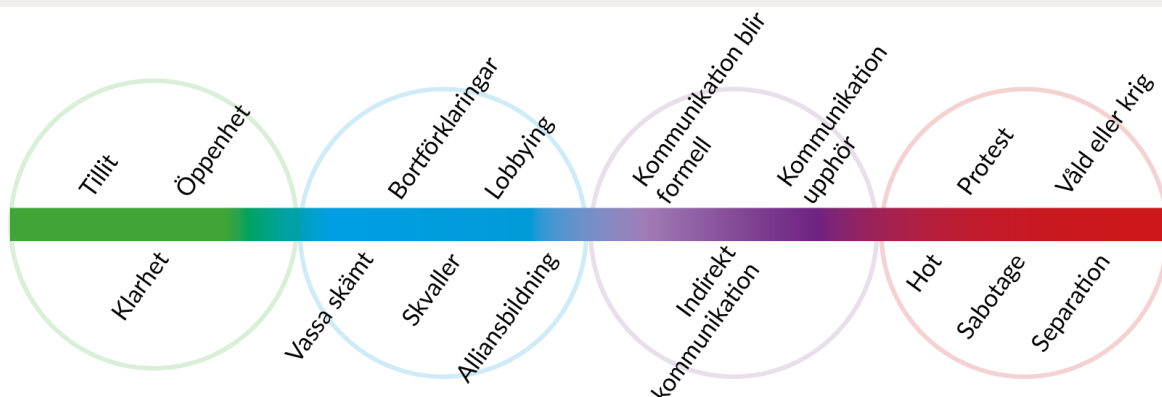 Tillit
Öppenhet
Klarhet
Bortförklaringar
Lobbying
Vassa skämt
Skvaller
Alliansbildning
Kommunikation blir
formell
Kommunikation
upphör
Indirekt
kommunikation
Protest
Våld eller krig
Hot
Sabotage
Separation